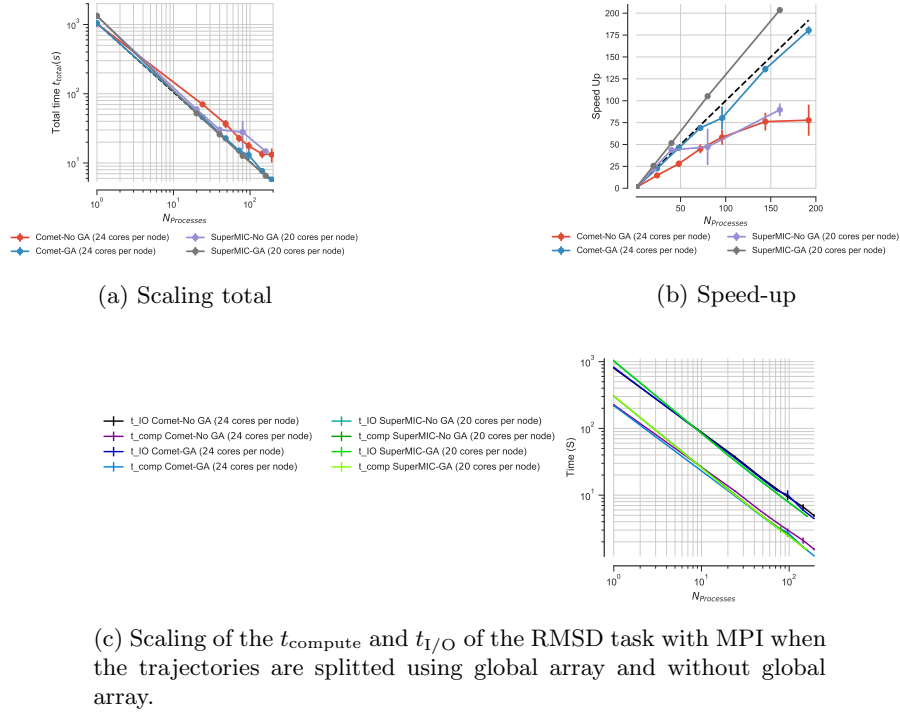 10³
10²
10¹
Total time t_total(s)
10⁰ 10¹ 10²
N_Processes
Comet-No GA (24 cores per node) SuperMIC-No GA (20 cores per node)
Comet-GA (24 cores per node) SuperMIC-GA (20 cores per node)
(a) Scaling total
200
175
150
125
100
75
50
25
0
Speed Up
50 100 150 200
N_Processes
Comet-No GA (24 cores per node) SuperMIC-No GA (20 cores per node)
Comet-GA (24 cores per node) SuperMIC-GA (20 cores per node)
(b) Speed-up
t_IO Comet-No GA (24 cores per node) t_IO SuperMIC-No GA (20 cores per node)
t_comp Comet-No GA (24 cores per node) t_comp SuperMIC-No GA (20 cores per node)
t_IO Comet-GA (24 cores per node) t_IO SuperMIC-GA (20 cores per node)
t_comp Comet-GA (24 cores per node) t_comp SuperMIC-GA (20 cores per node)
10³
10²
10¹
Time (S)
10⁰ 10¹ 10²
N_Processes
(c) Scaling of the t_compute and t_I/O of the RMSD task with MPI when
the trajectories are splitted using global array and without global
array.